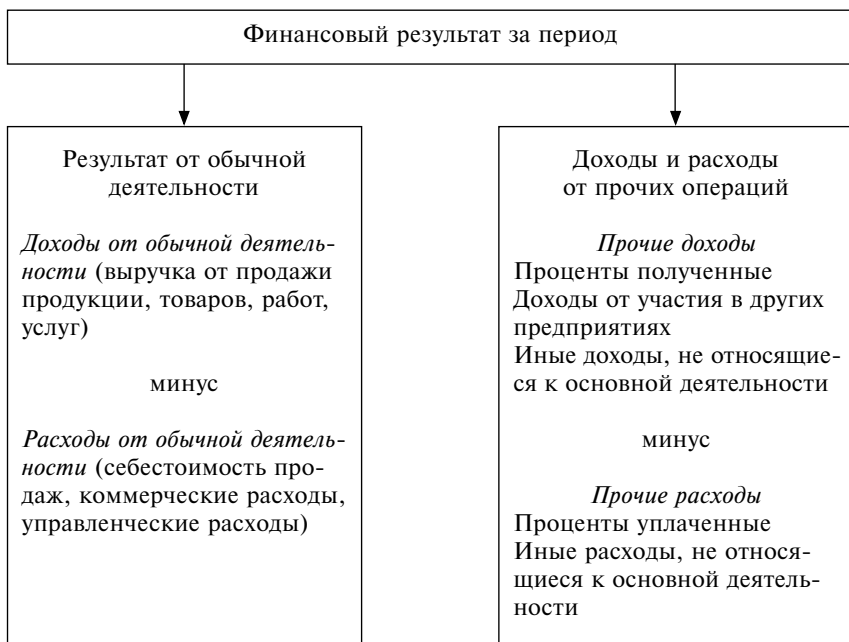 Финансовый результат за период
Результат от обычной
деятельности
Доходы от обычной деятель-
ности (выручка от продажи
продукции, товаров, работ,
услуг)
минус
Расходы от обычной деятель-
ности (себестоимость про-
даж, коммерческие расходы,
управленческие расходы)
Доходы и расходы
от прочих операций
Прочие доходы
Проценты полученные
Доходы от участия в других
предприятиях
Иные доходы, не относящие-
ся к основной деятельности
минус
Прочие расходы
Проценты уплаченные
Иные расходы, не относя-
щиеся к основной деятель-
ности